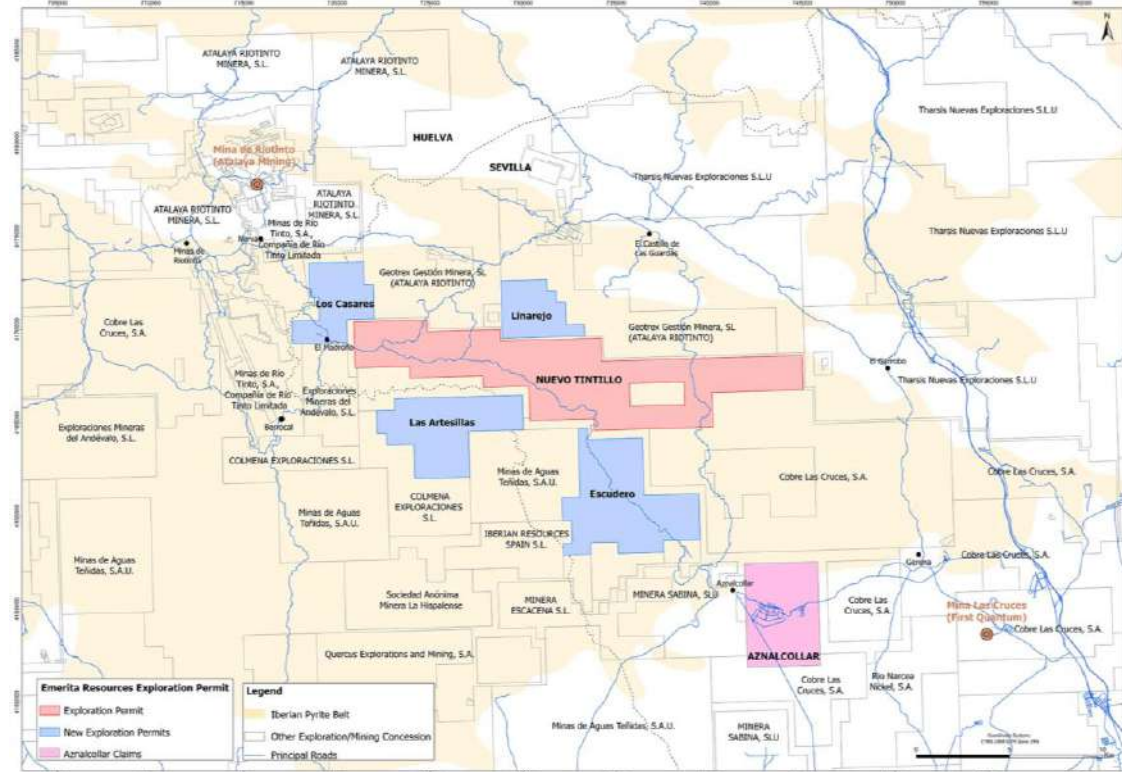 N
ATALAYA RIOTINTO
MINERA, S.L.
ATALAYA RIOTINTO
MINERA, S.L.
Tharsis Nuevas Exploraciones S.L.U
HUELVA
Mina de Riotinto
(Atalaya Mining)
SEVILLA
Tharsis Nuevas Exploraciones S.L.U
ATALAYA
RIOTINTO
MINERA, S.L.
ATALAYA RIOTINTO
MINERA, S.L.
Minas de Río
Tinto, S.A.,
Compañía de Río
Tinto Limitada
Nerva
Minas de
Riotinto
El Castillo de
Las Guardas
Tharsis Nuevas Exploraciones S.L.U
Geotrex Gestión Minera, SL
(ATALAYA RIOTINTO)
Los Casares
Linarejo
Cobre Las
Cruces, S.A.
Geotrex Gestión Minera, SL
(ATALAYA RIOTINTO)
El Madroño
El Garrobo
Tharsis Nuevas Exploraciones S.L.U
NUEVO TINTILLO
Minas de Río
Tinto, S.A.,
Compañía de Río
Tinto Limitada
Exploraciones
Mineras del
Andévalo, S.L.
Berrocal
Las Artesillas
Exploraciones Mineras
del Andévalo, S.L.
COLMENA EXPLORACIONES S.L.
Minas de Aguas
Teñidas, S.A.U.
Cobre Las Cruces, S.A.
Cobre Las Cruces, S.A.
Escudero
COLMENA
EXPLORACIONES
S.L.
Minas de Aguas
Teñidas, S.A.U.
IBERIAN RESOURCES
SPAIN S.L.
Minas de Aguas
Teñidas, S.A.U.
Gerena
Cobre Las Cruces, S.A.
Aznalcollar
Sociedad Anónima
Minera La Hispalense
MINERA
ESCACENA S.L.
MINERA SABINA, SLU
Cobre Las
Cruces, S.A.
Mina Las Cruces
(First Quantum)
Cobre Las Cruces, S.A.
AZNALCOLLAR
Quercus Explorations and Mining, S.A.
Cobre Las
Cruces, S.A.
Rio Narcea
Nickel, S.A.
Minas de Aguas Teñidas, S.A.U.
MINERA
SABINA, SLU
Emerita Resources Exploration Permit
Exploration Permit
New Exploration Permits
Aznalcollar Claims
Legend
Iberian Pyrite Belt
Other Exploration/Mining Concession
Principal Roads